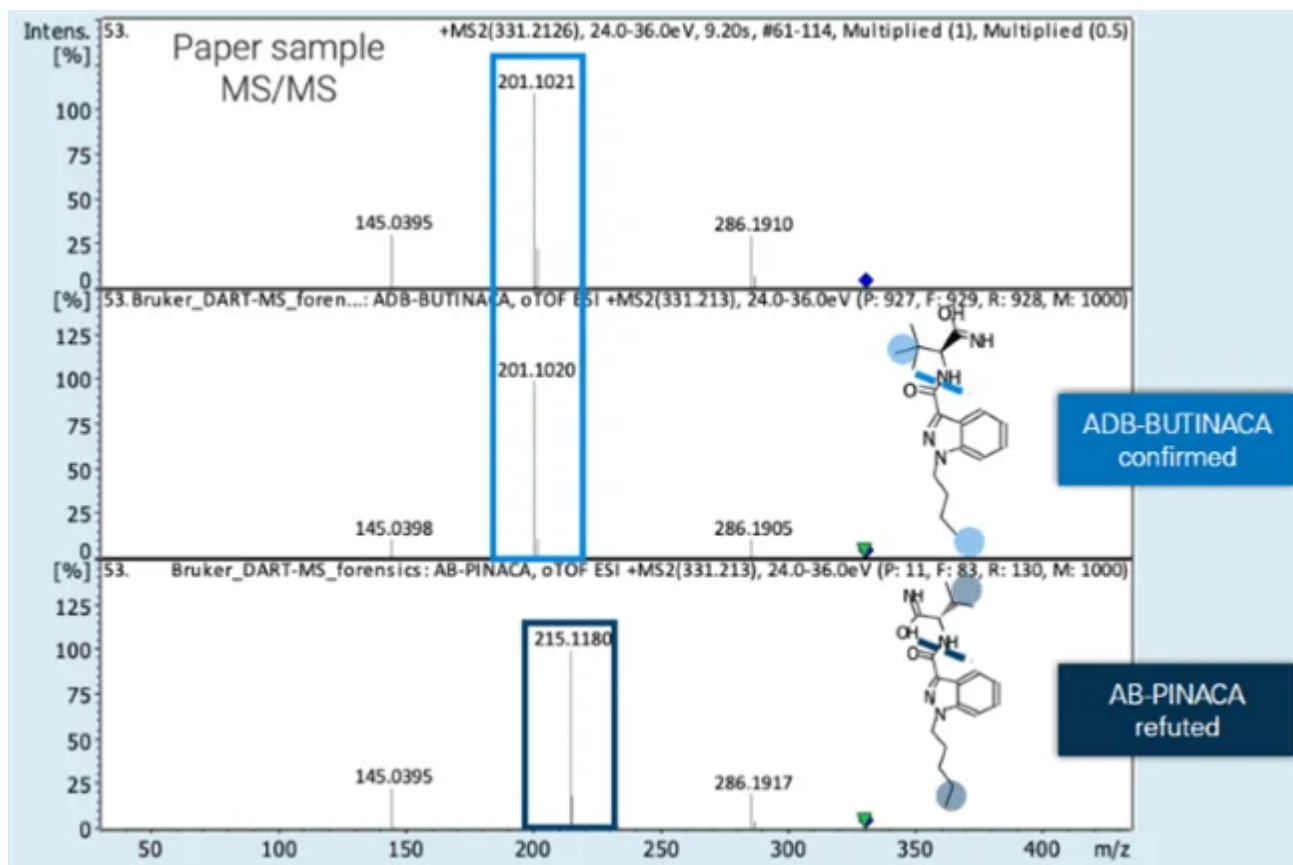 Intens.
[%]
53.
+MS2(331.2126), 24.0-36.0eV, 9.20s, #61-114, Multiplied (1), Multiplied (0.5)
Paper sample
MS/MS
201.1021
100
75
50
25
0
145.0395
286.1910
[%]
53. Bruker_DART-MS_foren...: ADB-BUTINACA, oTOF ESI +MS2(331.213), 24.0-36.0eV (P: 927, F: 929, R: 928, M: 1000)
125
100
75
50
25
0
201.1020
145.0398
286.1905
OH
NH
NH
O
N
N
ADB-BUTINACA
confirmed
[%]
53. Bruker_DART-MS_forensics: AB-PINACA, oTOF ESI +MS2(331.213), 24.0-36.0eV (P: 11, F: 83, R: 130, M: 1000)
125
100
75
50
25
0
215.1180
145.0395
286.1917
NH
OH
NH
O
N
N
AB-PINACA
refuted
50 100 150 200 250 300 350 400 m/z